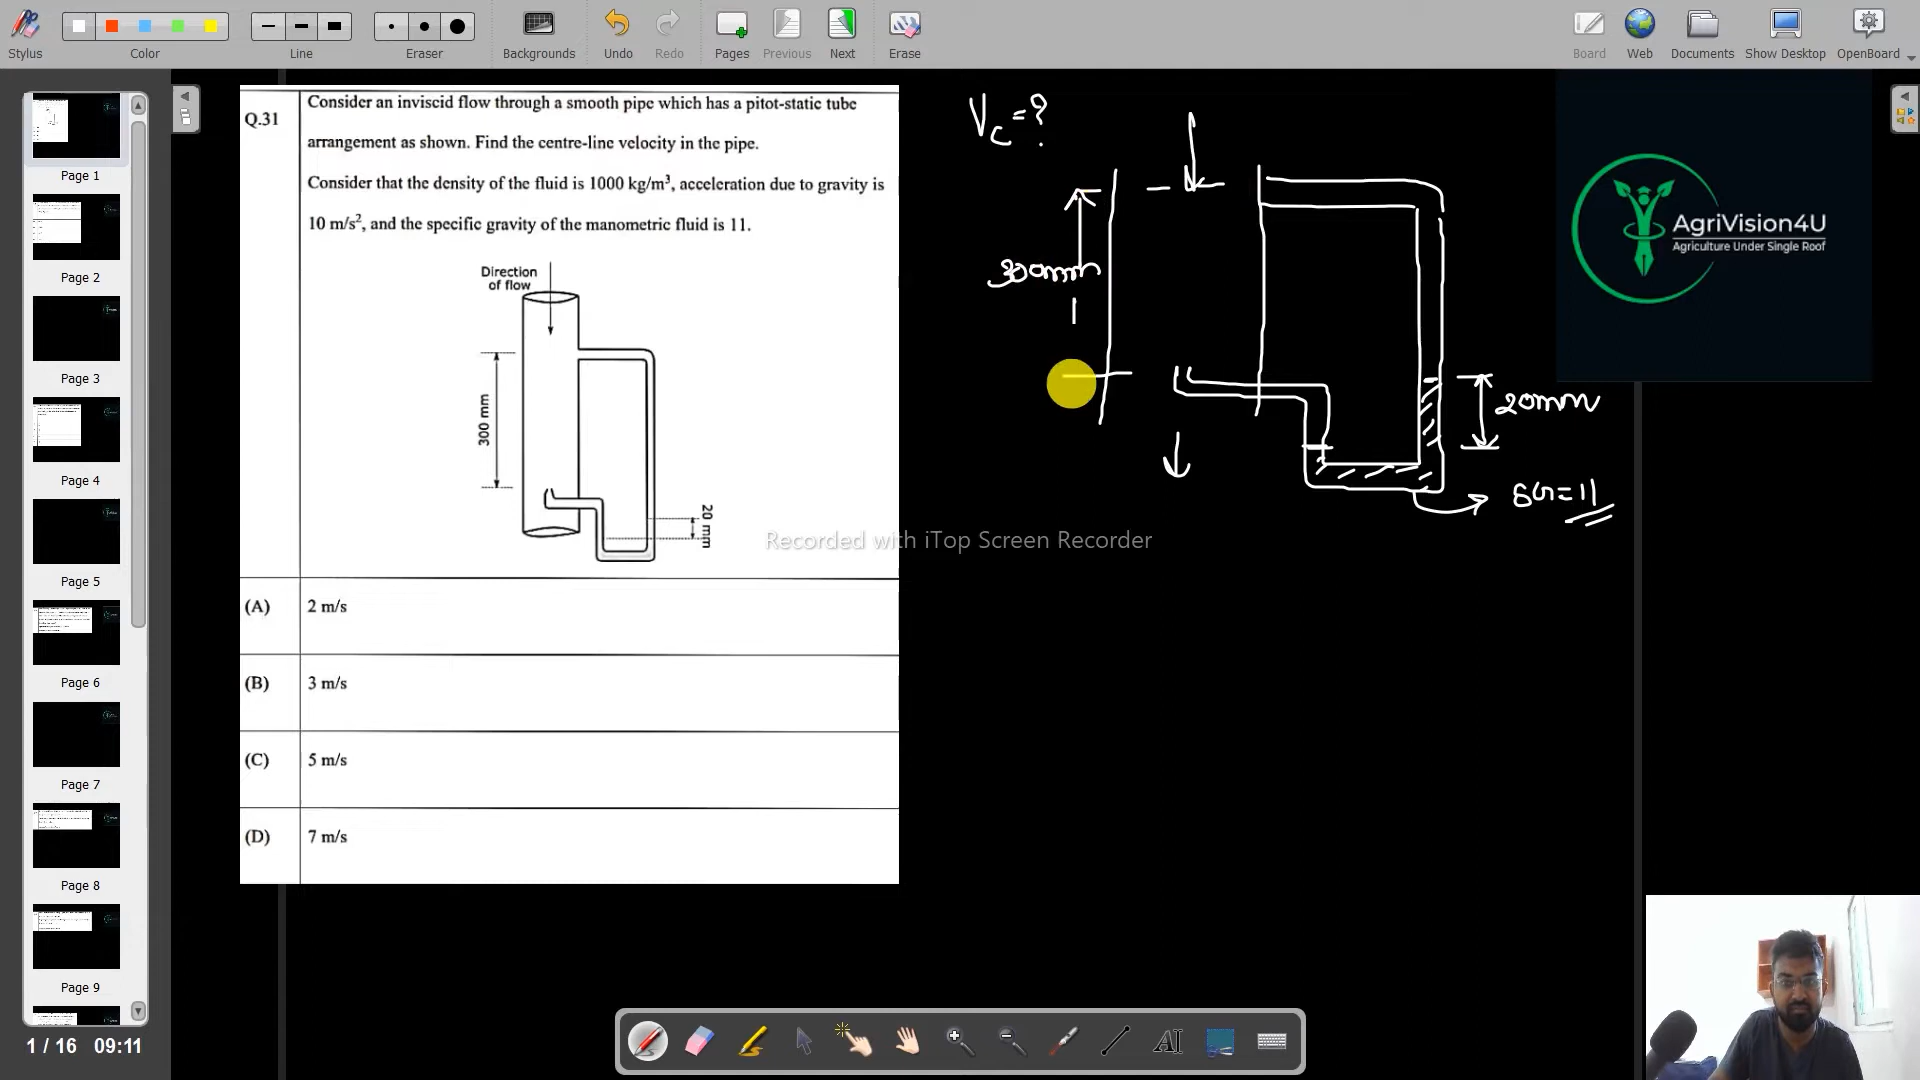 Stylus
Color
Line
Eraser
Backgrounds
Undo
Redo
Pages
Previous
Next
Erase
Board
Web
Documents
Show Desktop
OpenBoard
Page 1
Page 2
Page 3
Page 4
Page 5
Page 6
Page 7
Page 8
Page 9
1 / 16 09:11
Q.31
Consider an inviscid flow through a smooth pipe which has a pitot-static tube
arrangement as shown. Find the centre-line velocity in the pipe.
Consider that the density of the fluid is 1000 kg/m³, acceleration due to gravity is
10 m/s², and the specific gravity of the manometric fluid is 11.
Direction
of flow
300 mm
20 mm
(A) 2 m/s
(B) 3 m/s
(C) 5 m/s
(D) 7 m/s
Vc = ?
300mm
20mm
SG = 11
AgriVision4U
Agriculture Under Single Roof
Recorded with iTop Screen Recorder